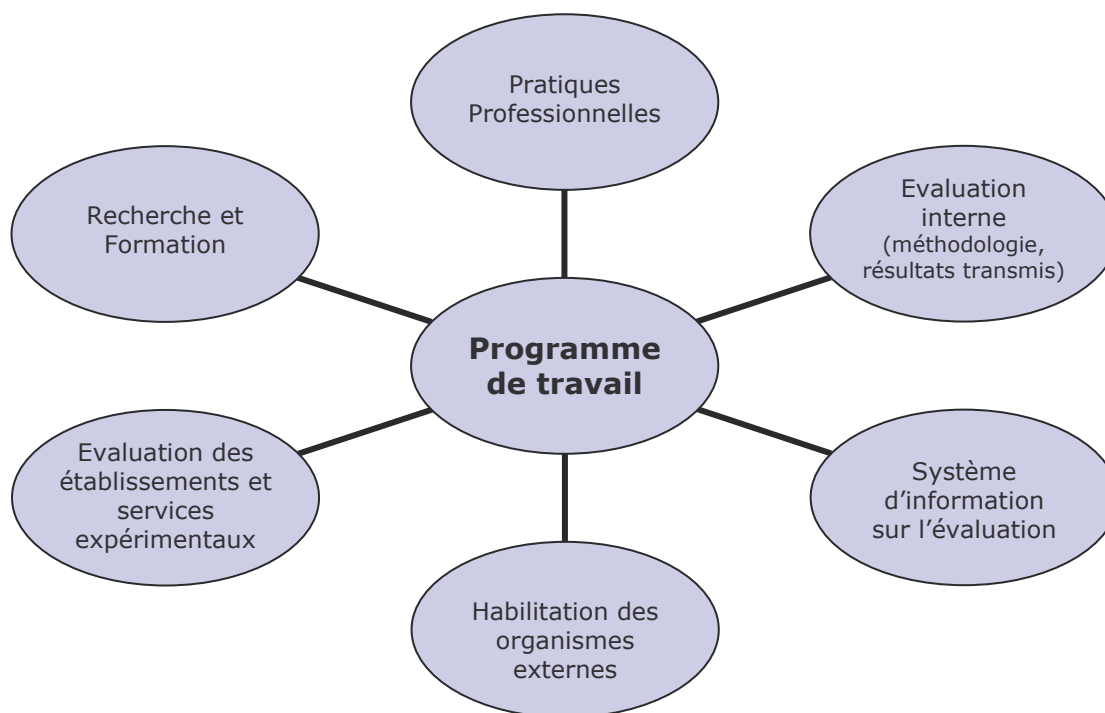 Pratiques
Professionnelles
Recherche et
Formation
Evaluation
interne
(méthodologie,
résultats transmis)
Programme
de travail
Evaluation des
établissements et
services
expérimentaux
Système
d’information
sur l’évaluation
Habilitation des
organismes
externes